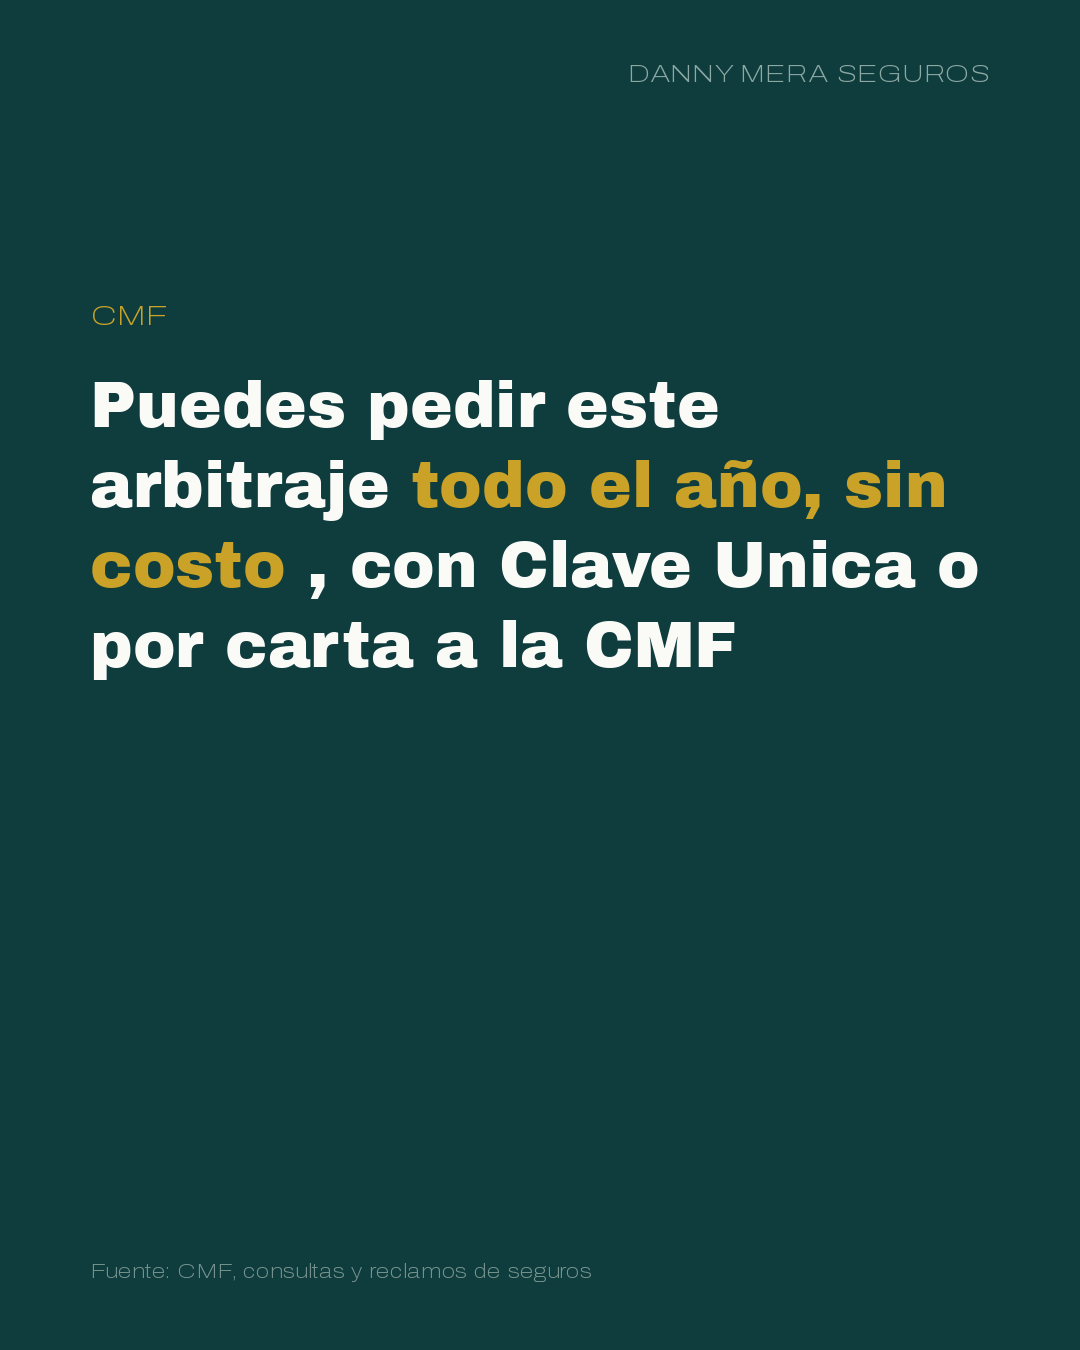 DANNY MERA SEGUROS
CMF
Puedes pedir este
arbitraje todo el año, sin
costo , con Clave Unica o
por carta a la CMF
Fuente: CMF, consultas y reclamos de seguros